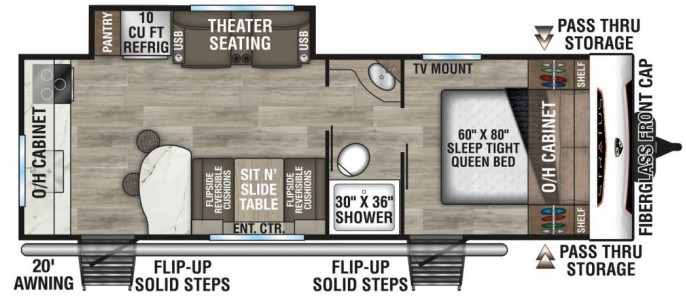 PANTRY
10
CU FT
REFRIG
USB
THEATER
SEATING
USB
PASS THRU
STORAGE
TV MOUNT
SHELF
O/H CABINET
60" X 80"
SLEEP TIGHT
QUEEN BED
O/H CABINET
STRATUS
FIBERGLASS FRONT CAP
FLIPSIDE
REVERSIBLE
CUSHIONS
SIT N'
SLIDE
TABLE
FLIPSIDE
REVERSIBLE
CUSHIONS
30" X 36"
SHOWER
ENT. CTR.
SHELF
20'
AWNING
FLIP-UP
SOLID STEPS
FLIP-UP
SOLID STEPS
PASS THRU
STORAGE